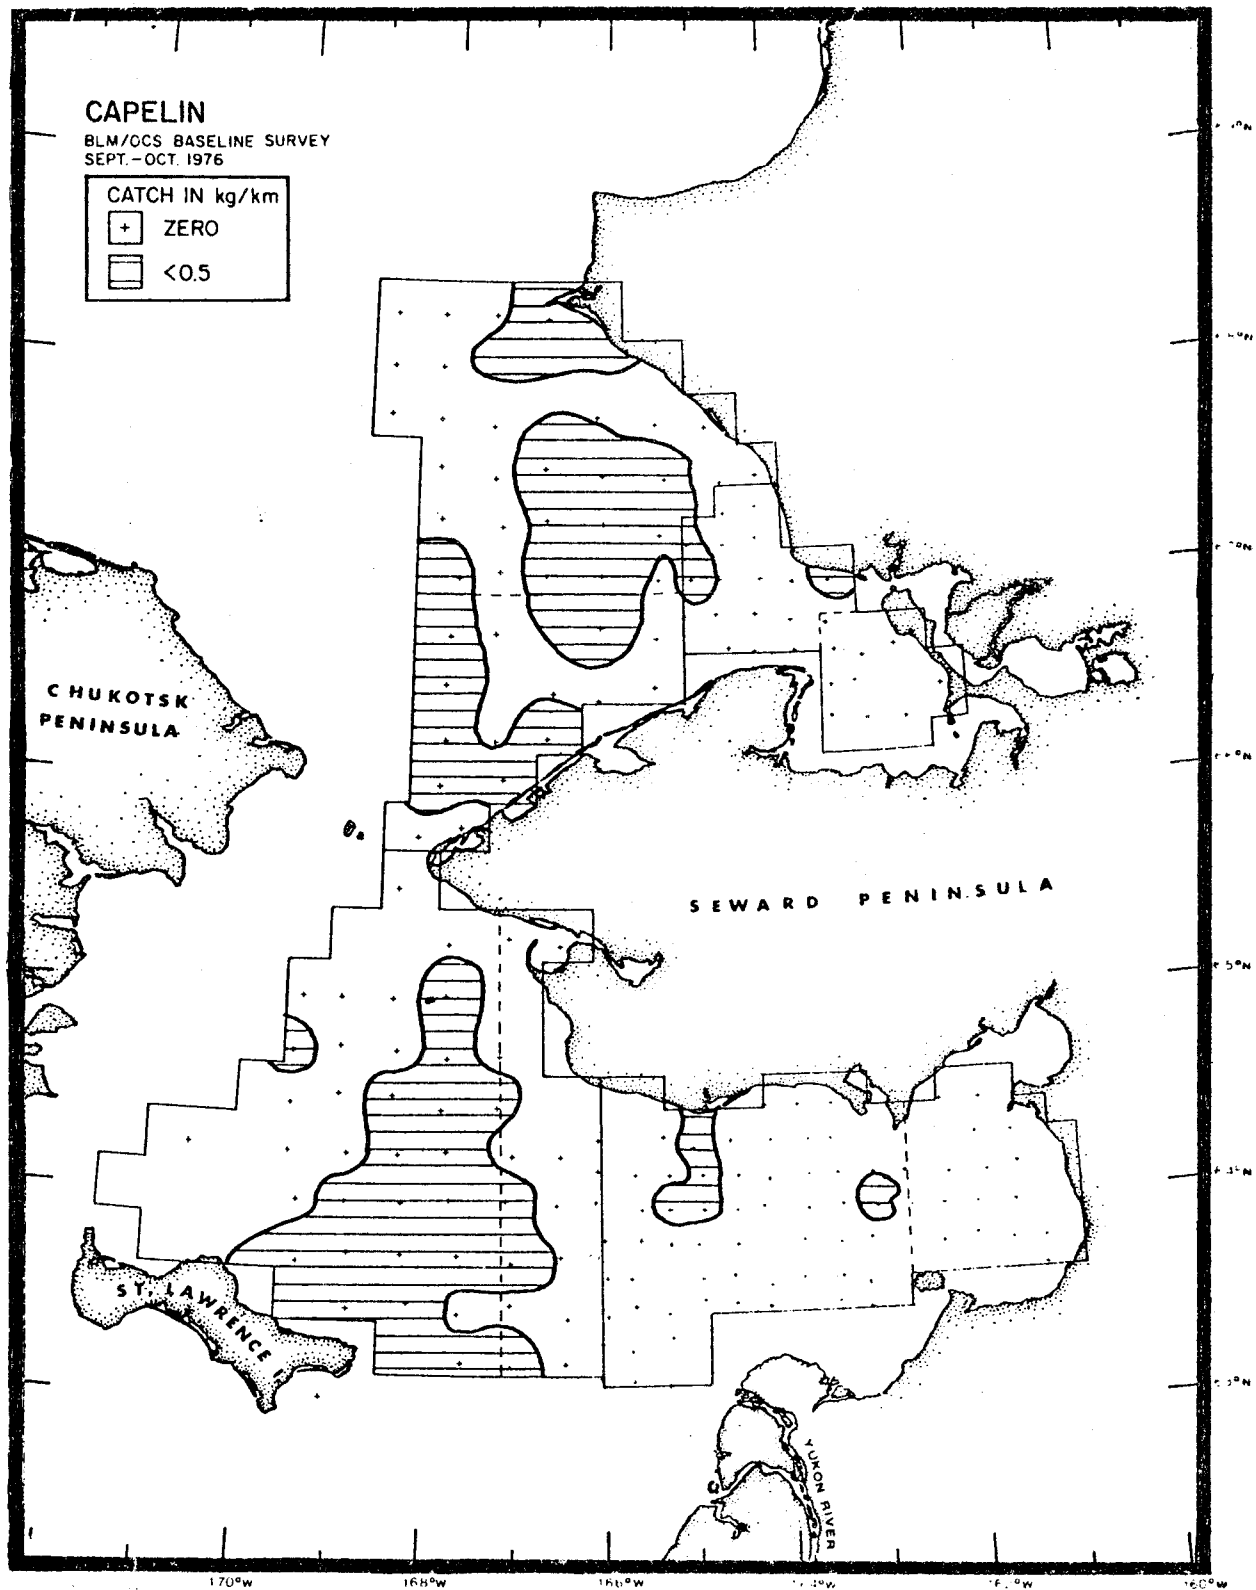 CAPELIN
BLM/OCS BASELINE SURVEY
SEPT.-OCT. 1976
CATCH IN kg/km
ZERO
<0.5
CHUKOTSK
PENINSULA
SEWARD PENINSULA
ST. LAWRENCE I
YUKON RIVER
170°W
168°W
166°W
160°W